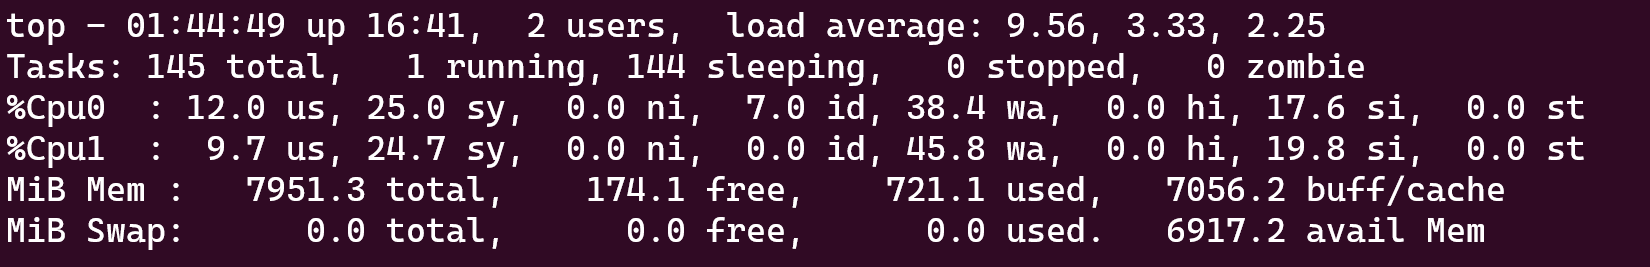 top - 01:44:49 up 16:41,  2 users,  load average: 9.56, 3.33, 2.25
Tasks: 145 total,   1 running, 144 sleeping,   0 stopped,   0 zombie
%Cpu0  : 12.0 us, 25.0 sy,  0.0 ni,  7.0 id, 38.4 wa,  0.0 hi, 17.6 si,  0.0 st
%Cpu1  :  9.7 us, 24.7 sy,  0.0 ni,  0.0 id, 45.8 wa,  0.0 hi, 19.8 si,  0.0 st
MiB Mem :   7951.3 total,    174.1 free,    721.1 used,   7056.2 buff/cache
MiB Swap:      0.0 total,      0.0 free,      0.0 used.   6917.2 avail Mem